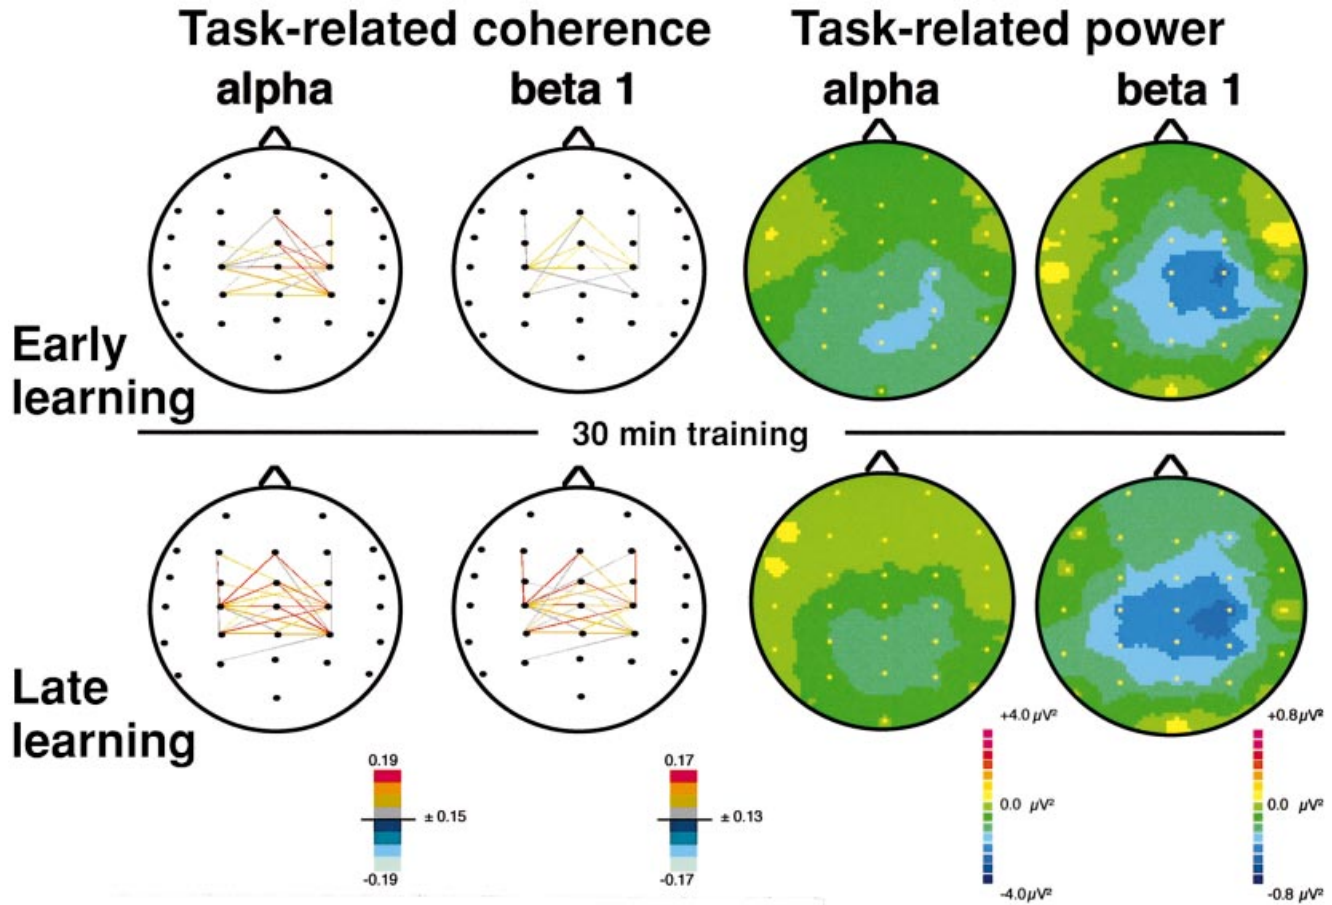 Task-related coherence Task-related power
alpha beta 1 alpha beta 1
Early
learning
30 min training
Late
learning
+4.0 µV² +0.8 µV²
0.19 0.17
0.0 µV² 0.0 µV²
± 0.15 ± 0.13
-0.19 -0.17
-4.0 µV² -0.8 µV²